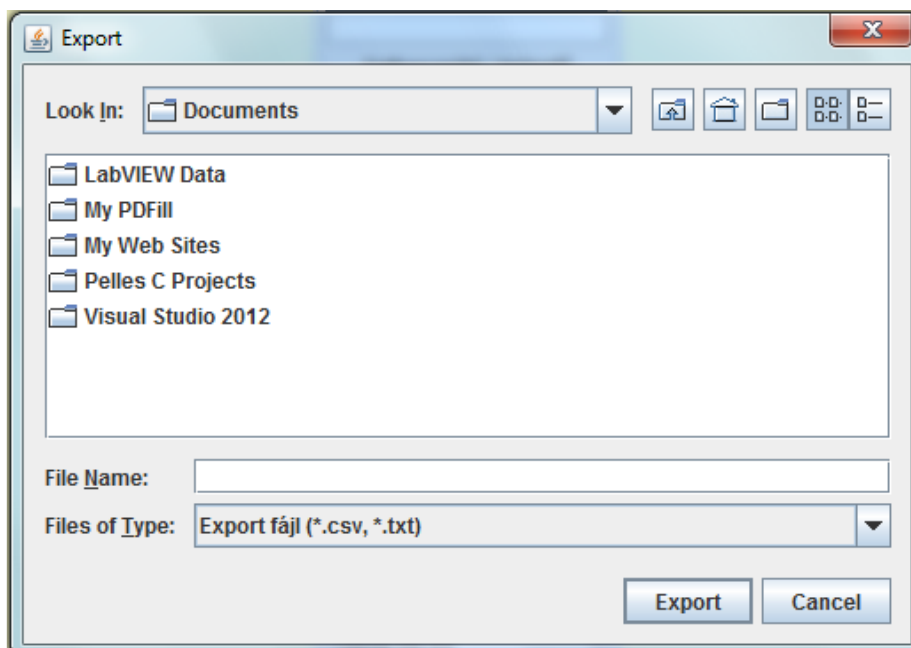 Export
Look In: Documents
LabVIEW Data
My PDFill
My Web Sites
Pelles C Projects
Visual Studio 2012
File Name:
Files of Type: Export fájl (*.csv, *.txt)
Export Cancel